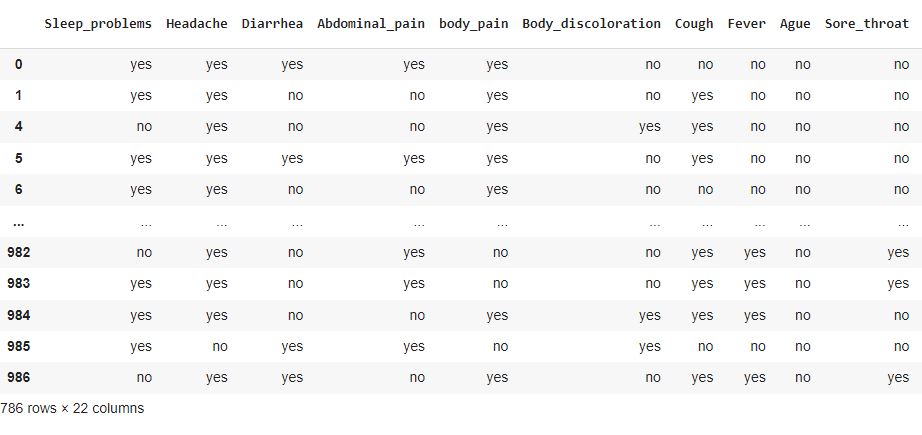 Sleep_problems Headache Diarrhea Abdominal_pain body_pain Body_discoloration Cough Fever Ague Sore_throat
0 yes yes yes yes yes no no no no no
1 yes yes no no yes no yes no no no
4 no yes no no yes yes yes no no no
5 yes yes yes yes yes no yes no no no
6 yes yes no no yes no no no no no
... ... ... ... ... ... ... ... ... ... ...
982 no yes no yes no no yes yes no yes
983 yes yes no yes no no yes yes no yes
984 yes yes no no yes yes yes yes no no
985 yes no yes yes no yes no no no no
986 no yes yes no yes no yes yes no yes
786 rows × 22 columns